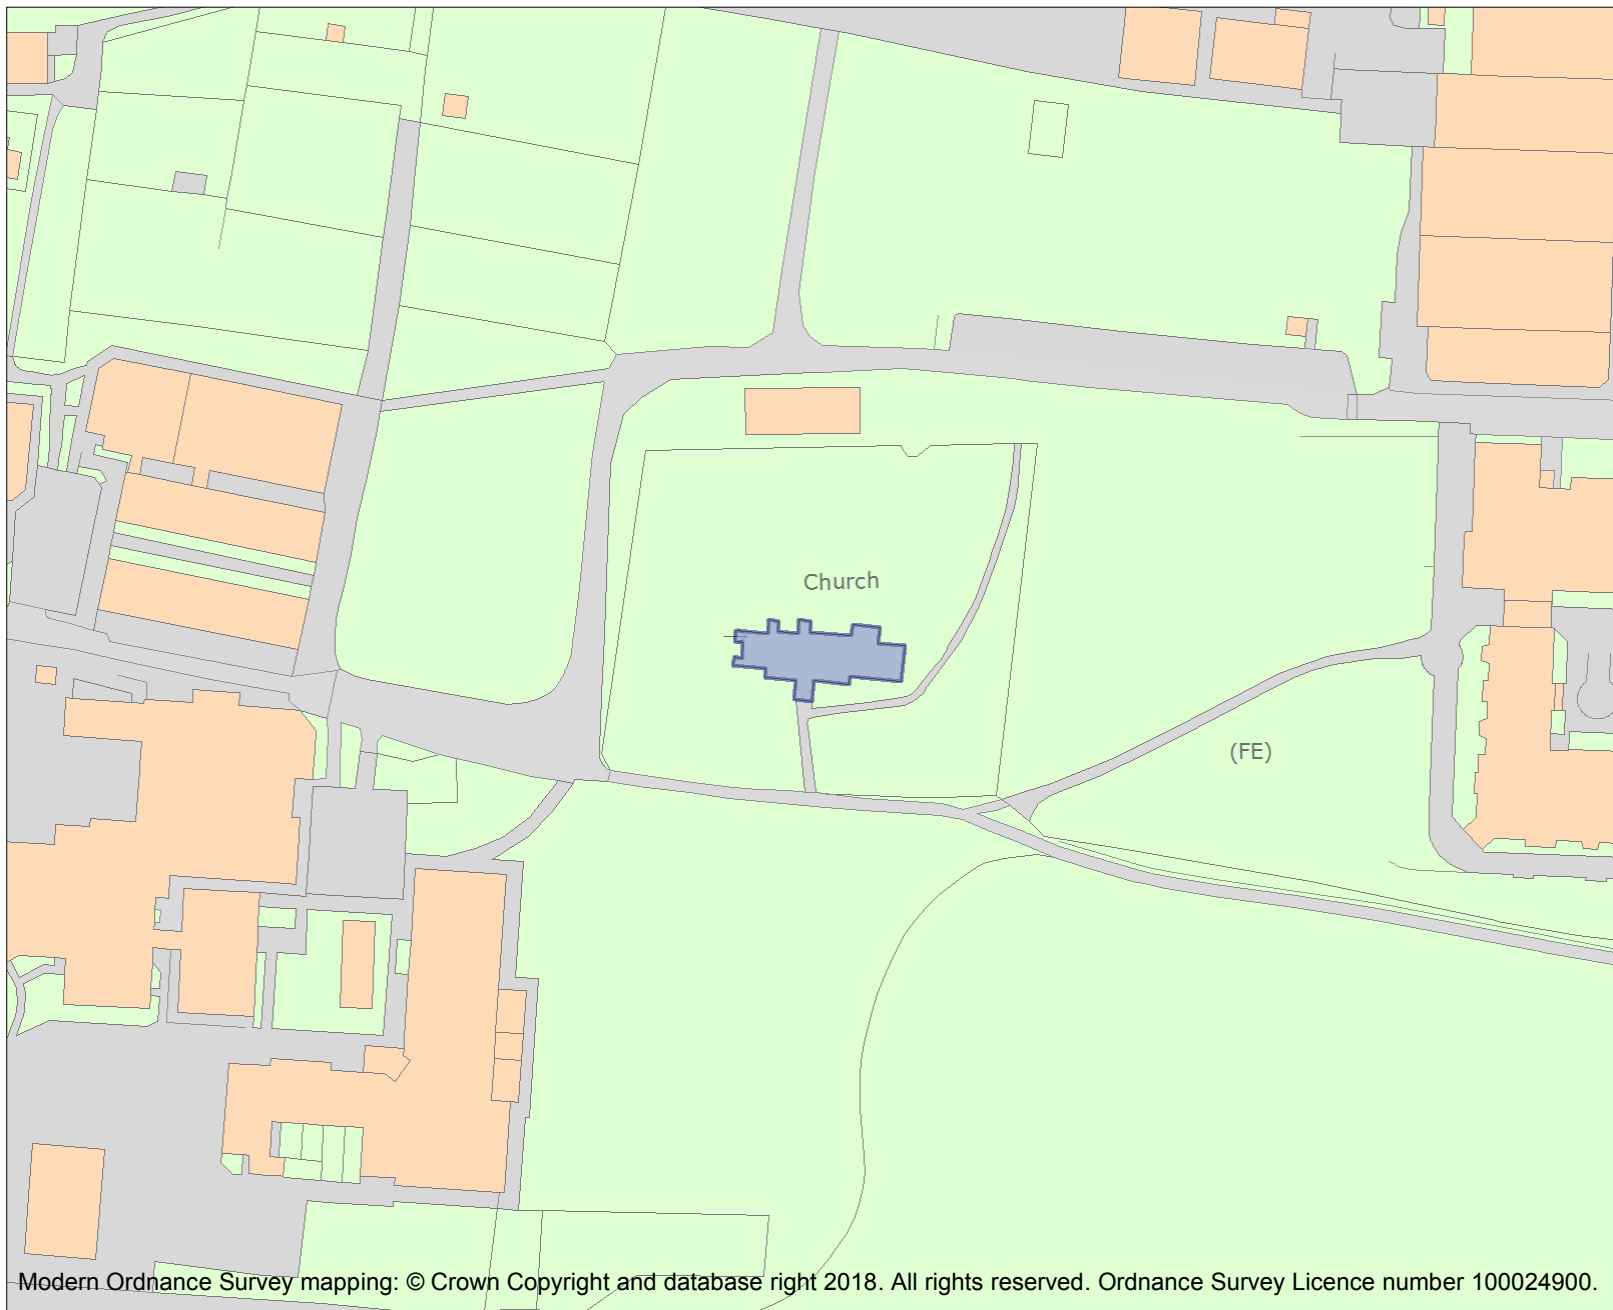 Church
(FE)
Modern Ordnance Survey mapping: © Crown Copyright and database right 2018. All rights reserved. Ordnance Survey Licence number 100024900.